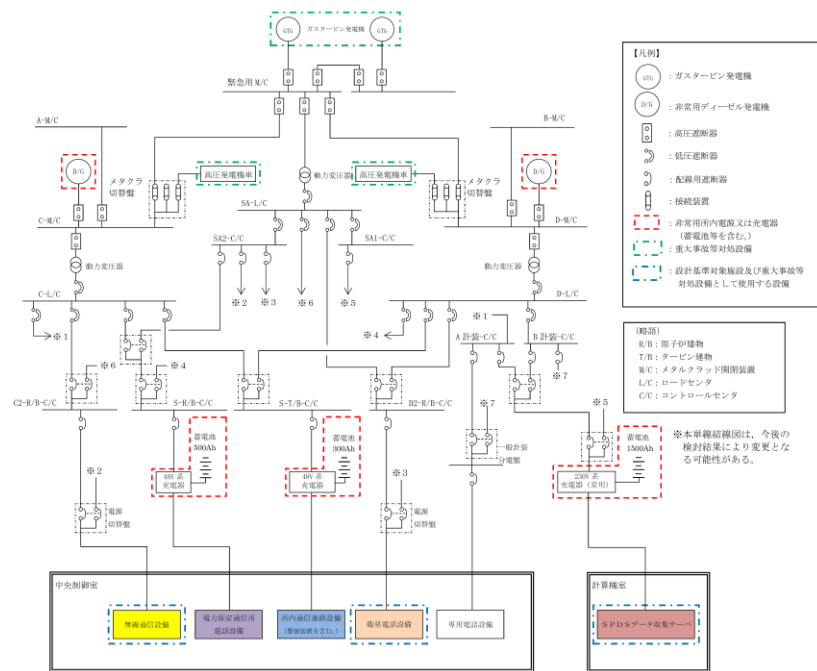 GTG
ガスタービン発電機
GTG
緊急用M/C
A-M/C
B-M/C
D/G
メタクラ
切替盤
高圧発電機車
動力変圧器
高圧発電機車
メタクラ
切替盤
D/G
C-M/C
SA-L/C
D-M/C
SA2-C/C
SA1-C/C
動力変圧器
動力変圧器
※2
※3
※6
※5
C-L/C
D-L/C
※1
※4
※1
A計装-C/C
B計装-C/C
※7
※6
※4
※7
※5
C2-R/B-C/C
S-R/B-C/C
S-T/B-C/C
D2-R/B-C/C
一般計装
分電盤
蓄電池
500Ah
蓄電池
300Ah
蓄電池
1500Ah
48V系
充電器
48V系
充電器
230V系
充電器(常用)
※2
※3
電源
切替盤
電源
切替盤
中央制御室
無線通信設備
電力保安通信用
電話設備
所内通信連絡設備
(警報装置を含む。)
衛星電話設備
専用電話設備
計算機室
SPDSデータ収集サーバ
【凡例】
GTG
:ガスタービン発電機
D/G
:非常用ディーゼル発電機
:高圧遮断器
:低圧遮断器
:配線用遮断器
:接続装置
:非常用所内電源又は充電器
(蓄電池等を含む。)
:重大事故等対処設備
:設計基準対象施設及び重大事故等
対処設備として使用する設備
(略語)
R/B:原子炉建物
T/B:タービン建物
M/C:メタルクラッド開閉装置
L/C:ロードセンタ
C/C:コントロールセンタ
※本単線結線図は、今後の
検討結果により変更とな
る可能性がある。